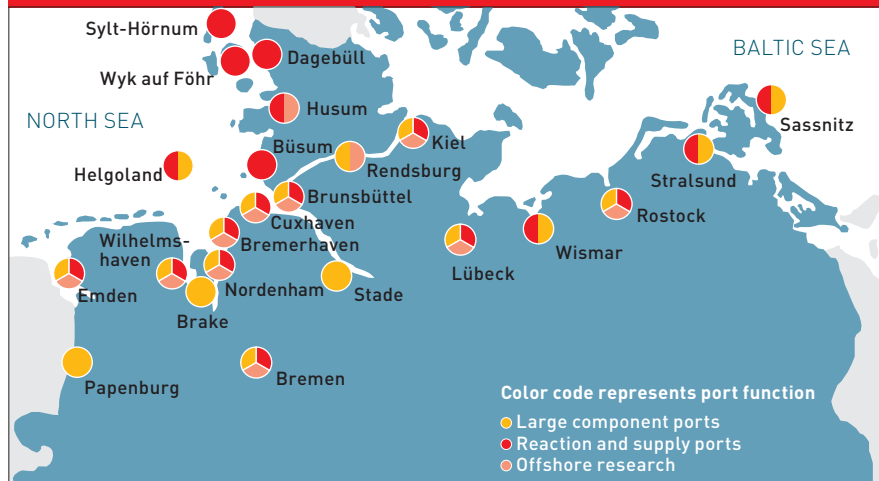 Sylt-Hörnum
Dagebüll
BALTIC SEA
Wyk auf Föhr
Husum
NORTH SEA
Sassnitz
Kiel
Büsum
Rendsburg
Helgoland
Stralsund
Brunsbüttel
Cuxhaven
Rostock
Wilhelms-
haven
Bremerhaven
Wismar
Lübeck
Emden
Nordenham
Stade
Brake
Papenburg
Bremen
Color code represents port function
Large component ports
Reaction and supply ports
Offshore research